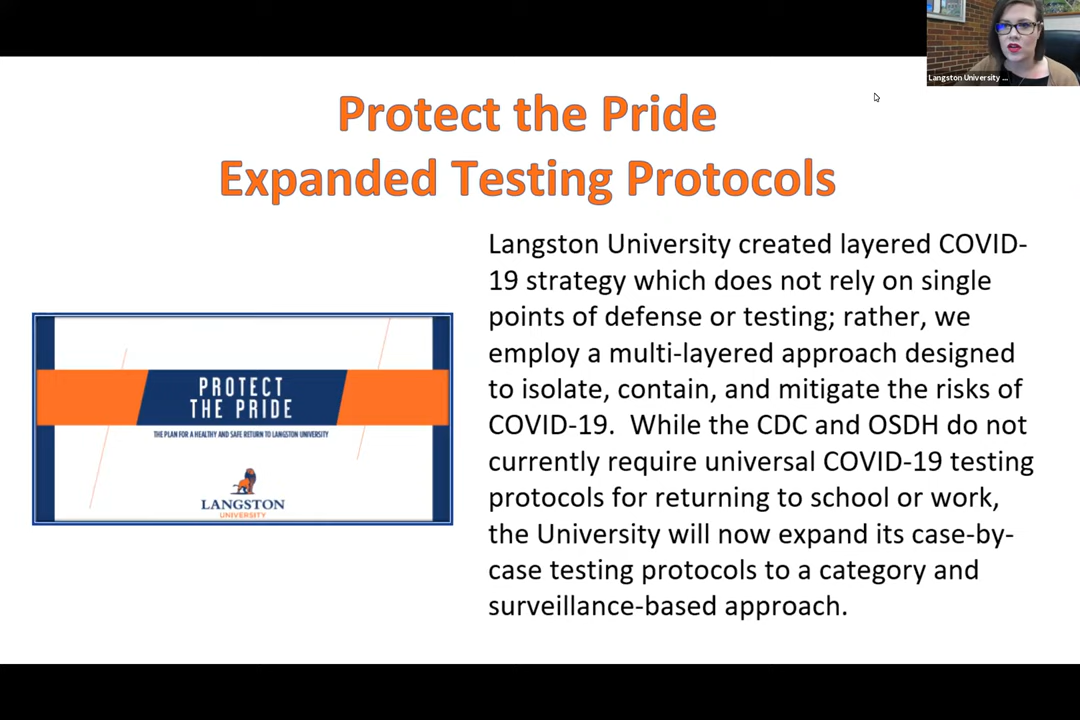 Langston University ...
Protect the Pride
Expanded Testing Protocols
Langston University created layered COVID-
19 strategy which does not rely on single
points of defense or testing; rather, we
employ a multi-layered approach designed
to isolate, contain, and mitigate the risks of
COVID-19.  While the CDC and OSDH do not
currently require universal COVID-19 testing
protocols for returning to school or work,
the University will now expand its case-by-
case testing protocols to a category and
surveillance-based approach.
PROTECT
THE PRIDE
THE PLAN FOR A HEALTHY AND SAFE RETURN TO LANGSTON UNIVERSITY
LANGSTON
UNIVERSITY